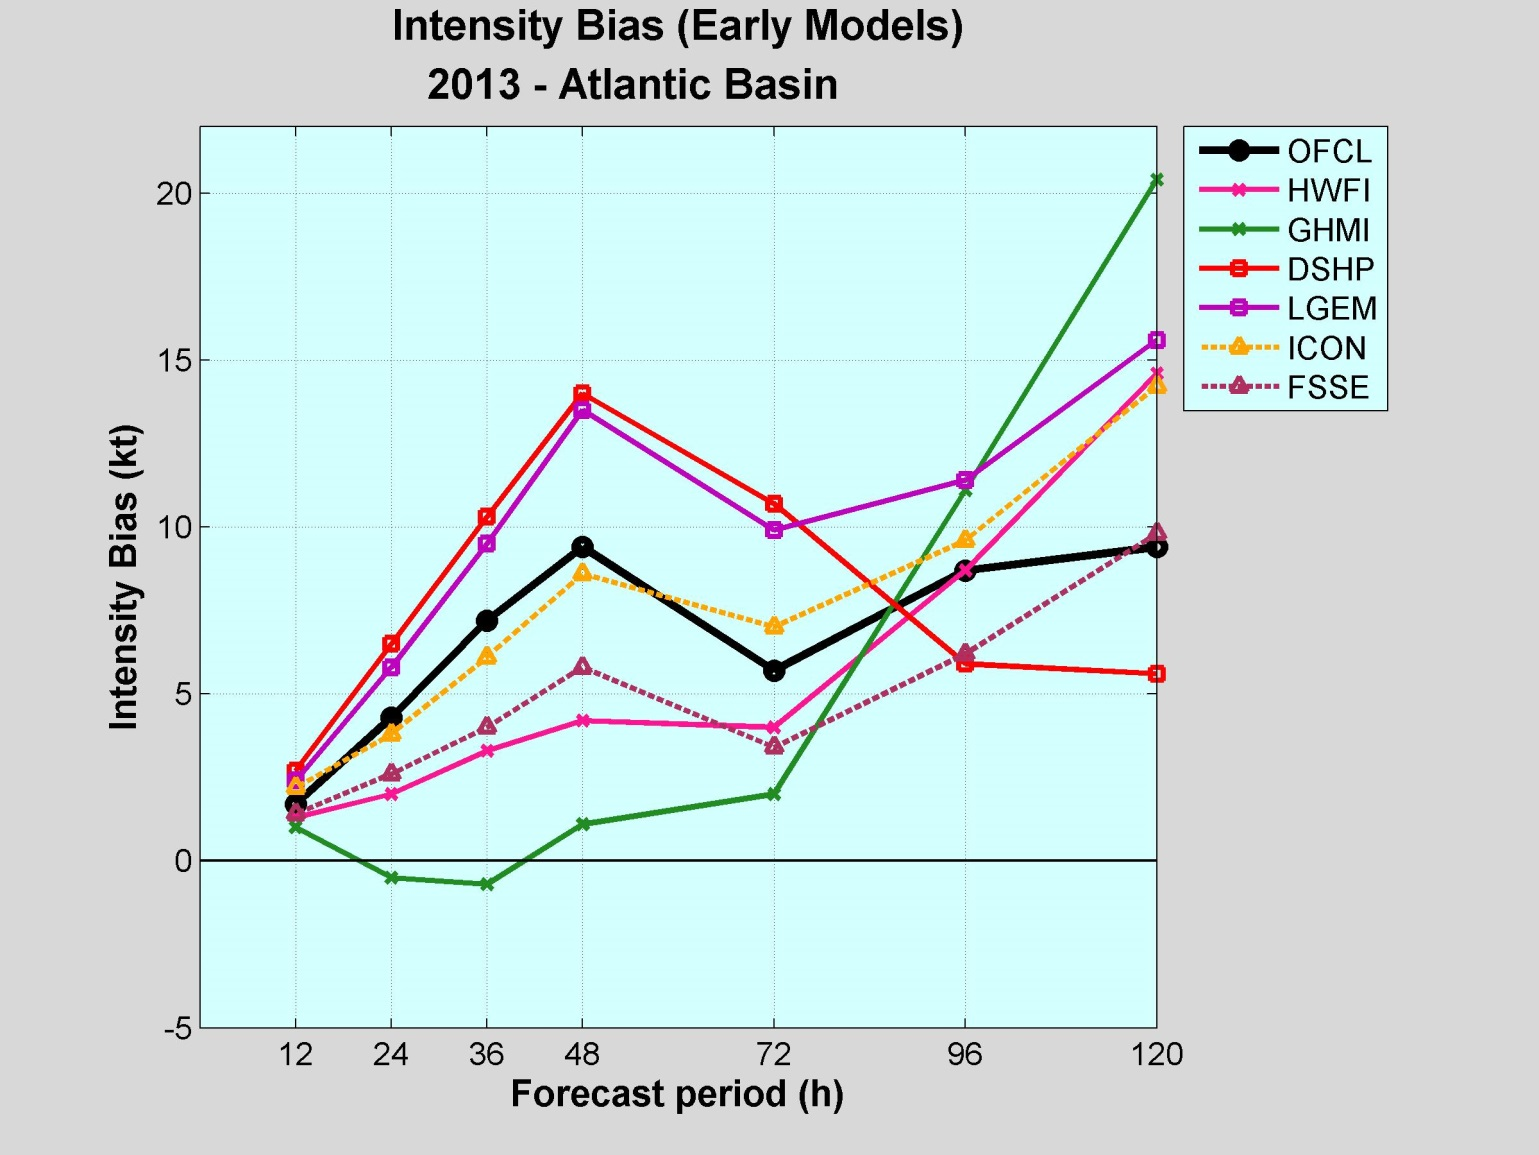 Intensity Bias (Early Models)
2013 - Atlantic Basin
OFCL
HWFI
GHMI
DSHP
LGEM
ICON
FSSE
Intensity Bias (kt)
20
15
10
5
0
-5
12 24 36 48 72 96 120
Forecast period (h)